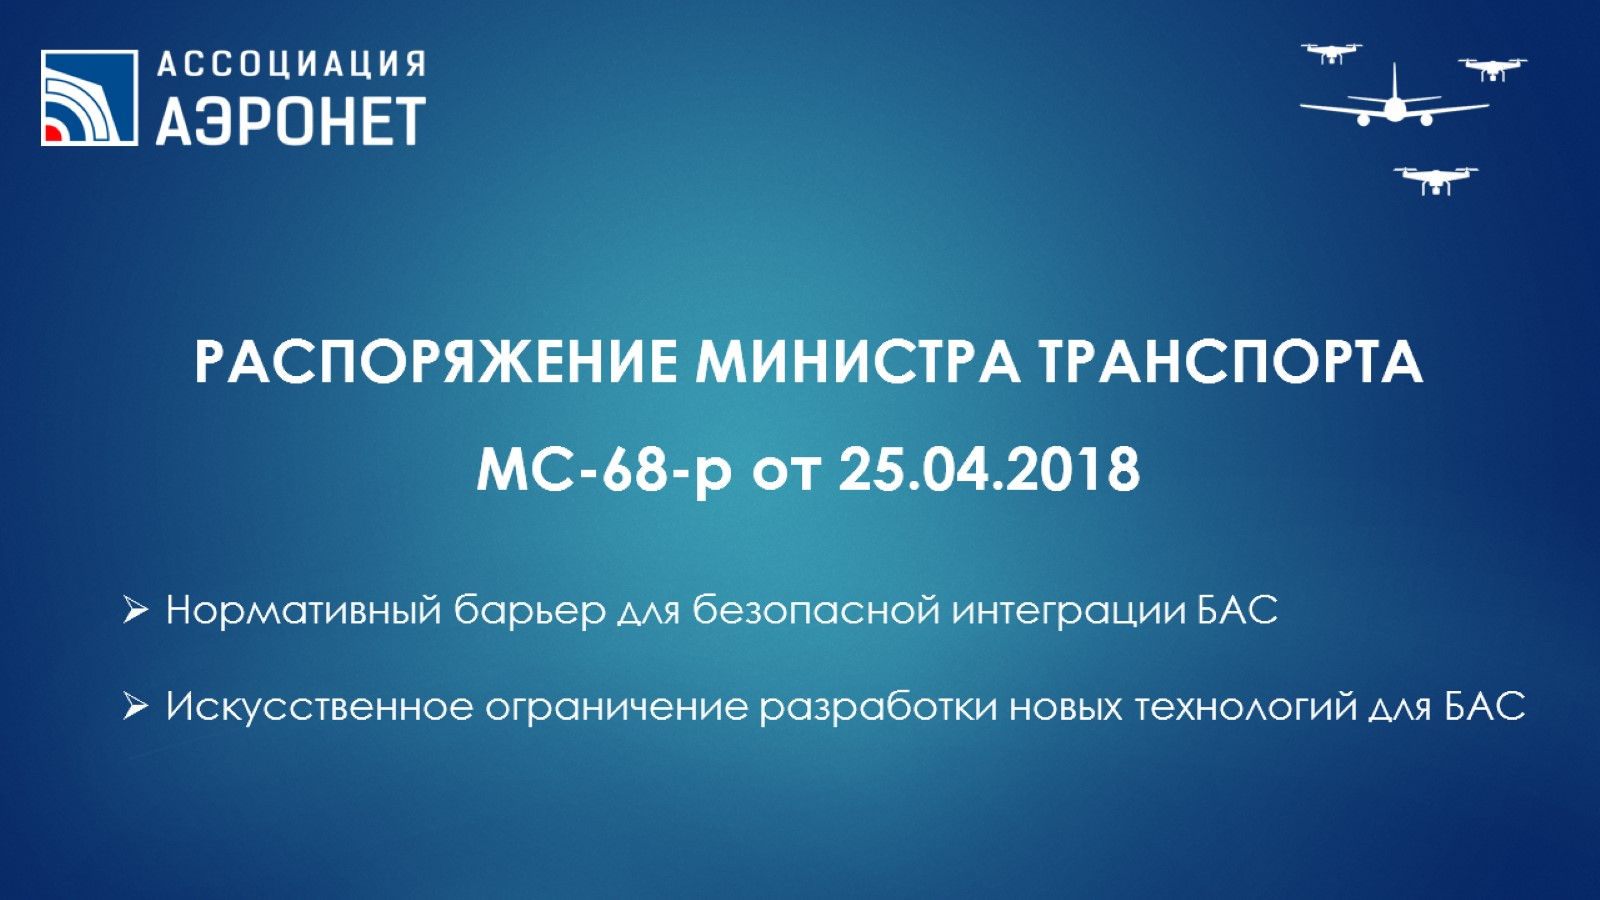 АССОЦИАЦИЯ
АЭРОНЕТ
РАСПОРЯЖЕНИЕ МИНИСТРА ТРАНСПОРТА
МС-68-р от 25.04.2018
➢ Нормативный барьер для безопасной интеграции БАС
➢ Искусственное ограничение разработки новых технологий для БАС